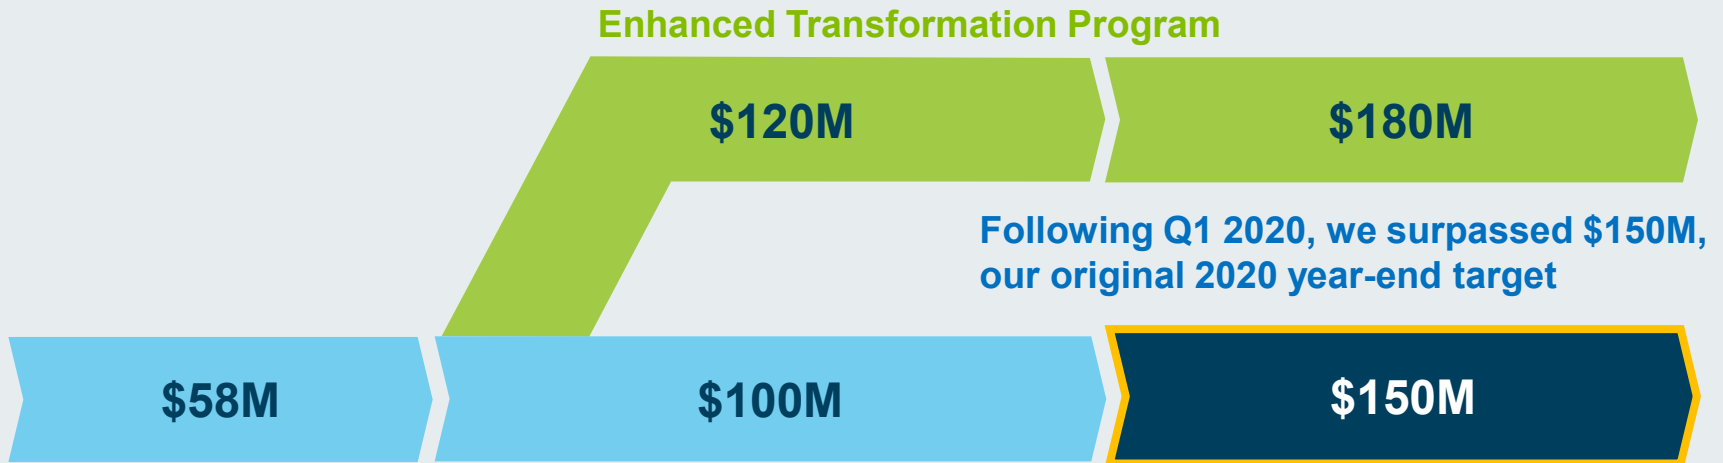 Enhanced Transformation Program
$120M
$180M
Following Q1 2020, we surpassed $150M,
our original 2020 year-end target
$58M
$100M
$150M